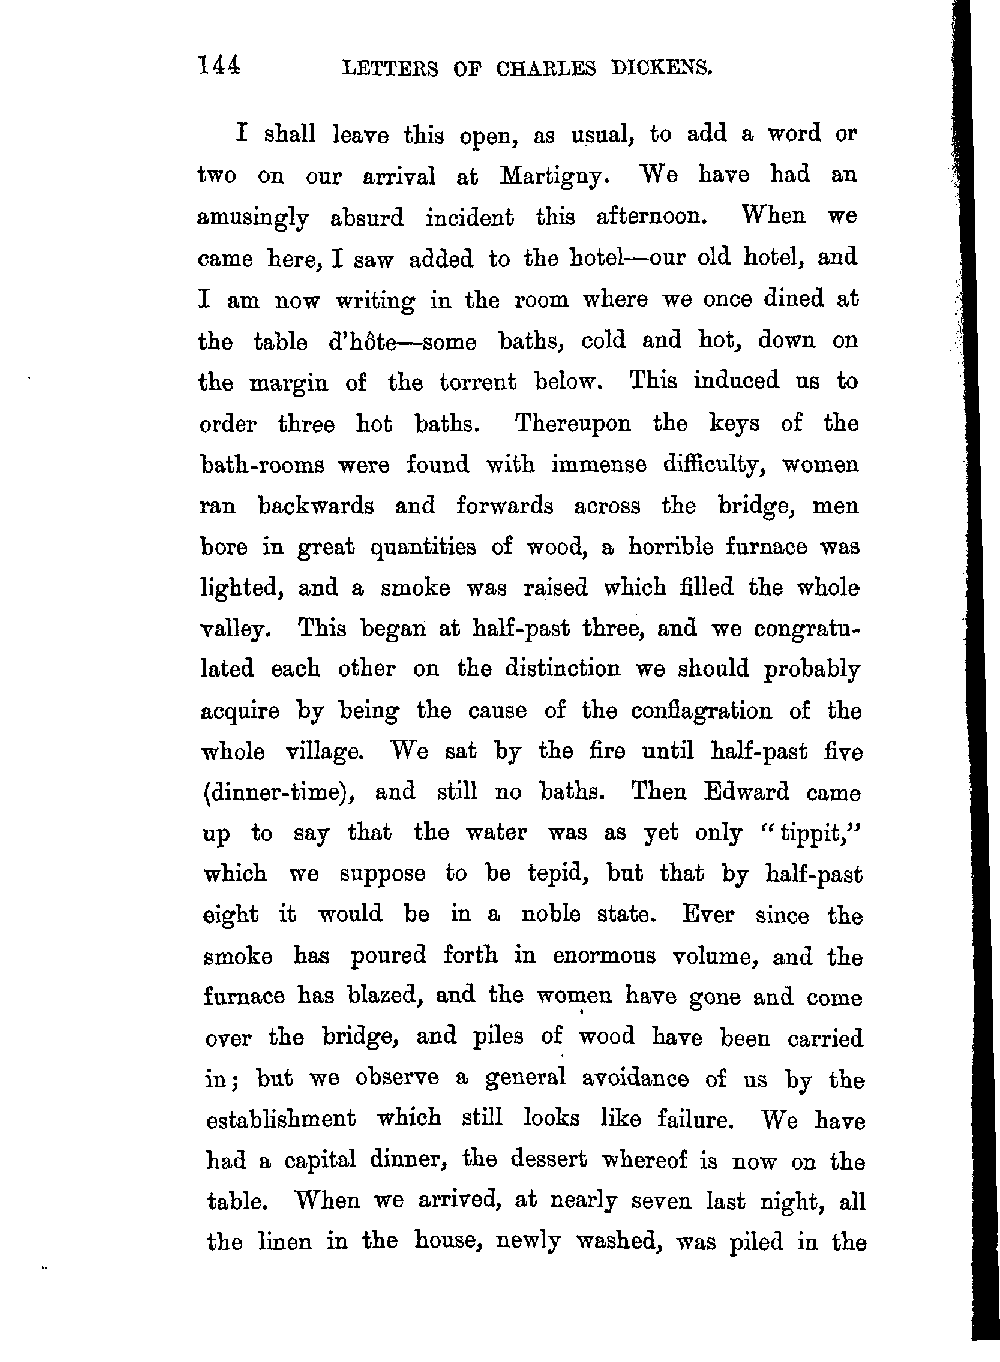 144 LETTERS OF CHARLES DICKENS.
I shall leave this open, as usual, to add a word or
two on our arrival at Martigny. We have had an
amusingly absurd incident this afternoon. When we
came here, I saw added to the hotel—our old hotel, and
I am now writing in the room where we once dined at
the table d'hôte—some baths, cold and hot, down on
the margin of the torrent below. This induced us to
order three hot baths. Thereupon the keys of the
bath-rooms were found with immense difficulty, women
ran backwards and forwards across the bridge, men
bore in great quantities of wood, a horrible furnace was
lighted, and a smoke was raised which filled the whole
valley. This began at half-past three, and we congratu-
lated each other on the distinction we should probably
acquire by being the cause of the conflagration of the
whole village. We sat by the fire until half-past five
(dinner-time), and still no baths. Then Edward came
up to say that the water was as yet only “tippit,”
which we suppose to be tepid, but that by half-past
eight it would be in a noble state. Ever since the
smoke has poured forth in enormous volume, and the
furnace has blazed, and the women have gone and come
over the bridge, and piles of wood have been carried
in; but we observe a general avoidance of us by the
establishment which still looks like failure. We have
had a capital dinner, the dessert whereof is now on the
table. When we arrived, at nearly seven last night, all
the linen in the house, newly washed, was piled in the